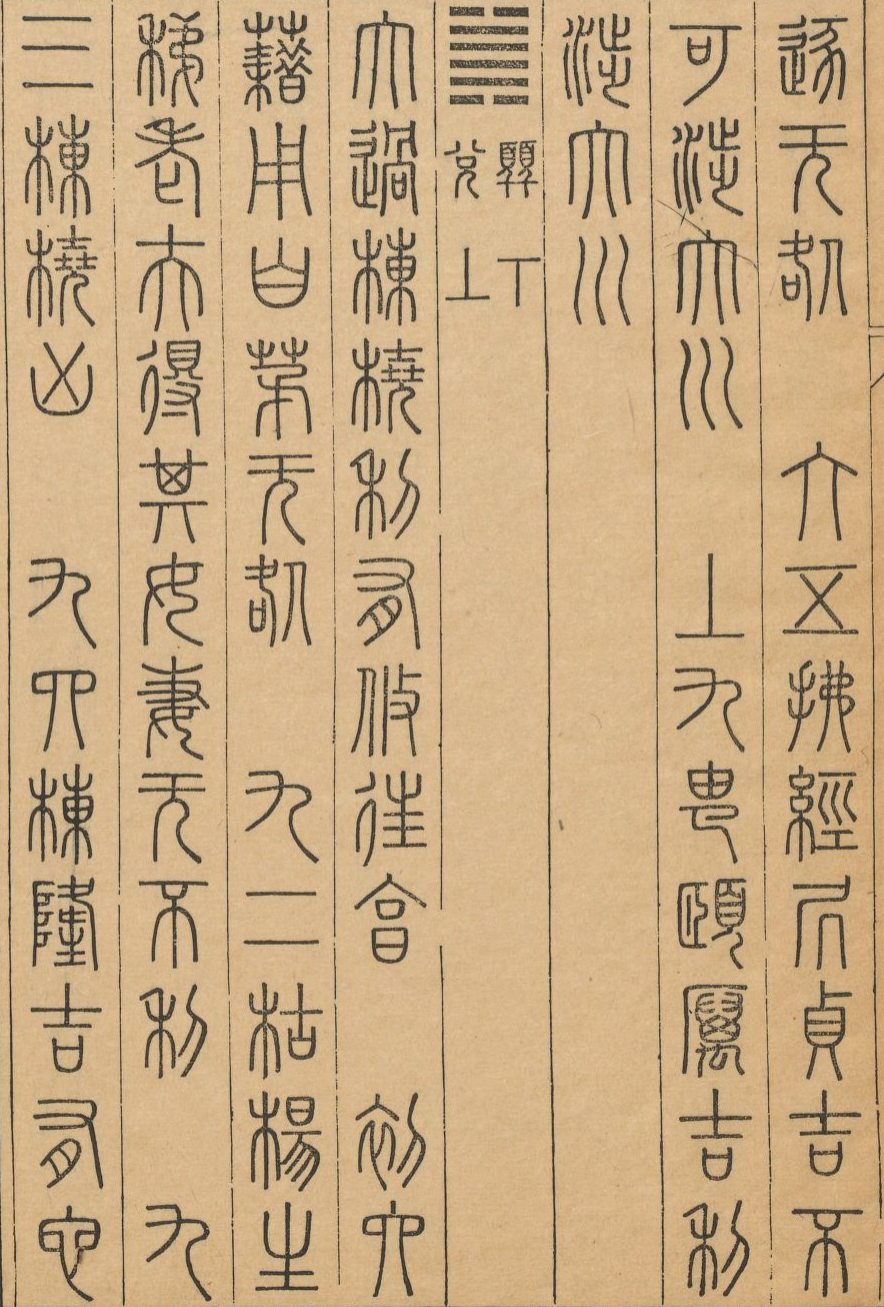 逐无咎　六五拂經居貞吉不
可涉大川　上九由頤厲吉利
涉大川
䷛巽下兌上
大過棟橈利有攸往亨　初六
藉用白茅无咎　九二枯楊生
稊老夫得其女妻无不利　九
三棟橈凶　九四棟隆吉有它